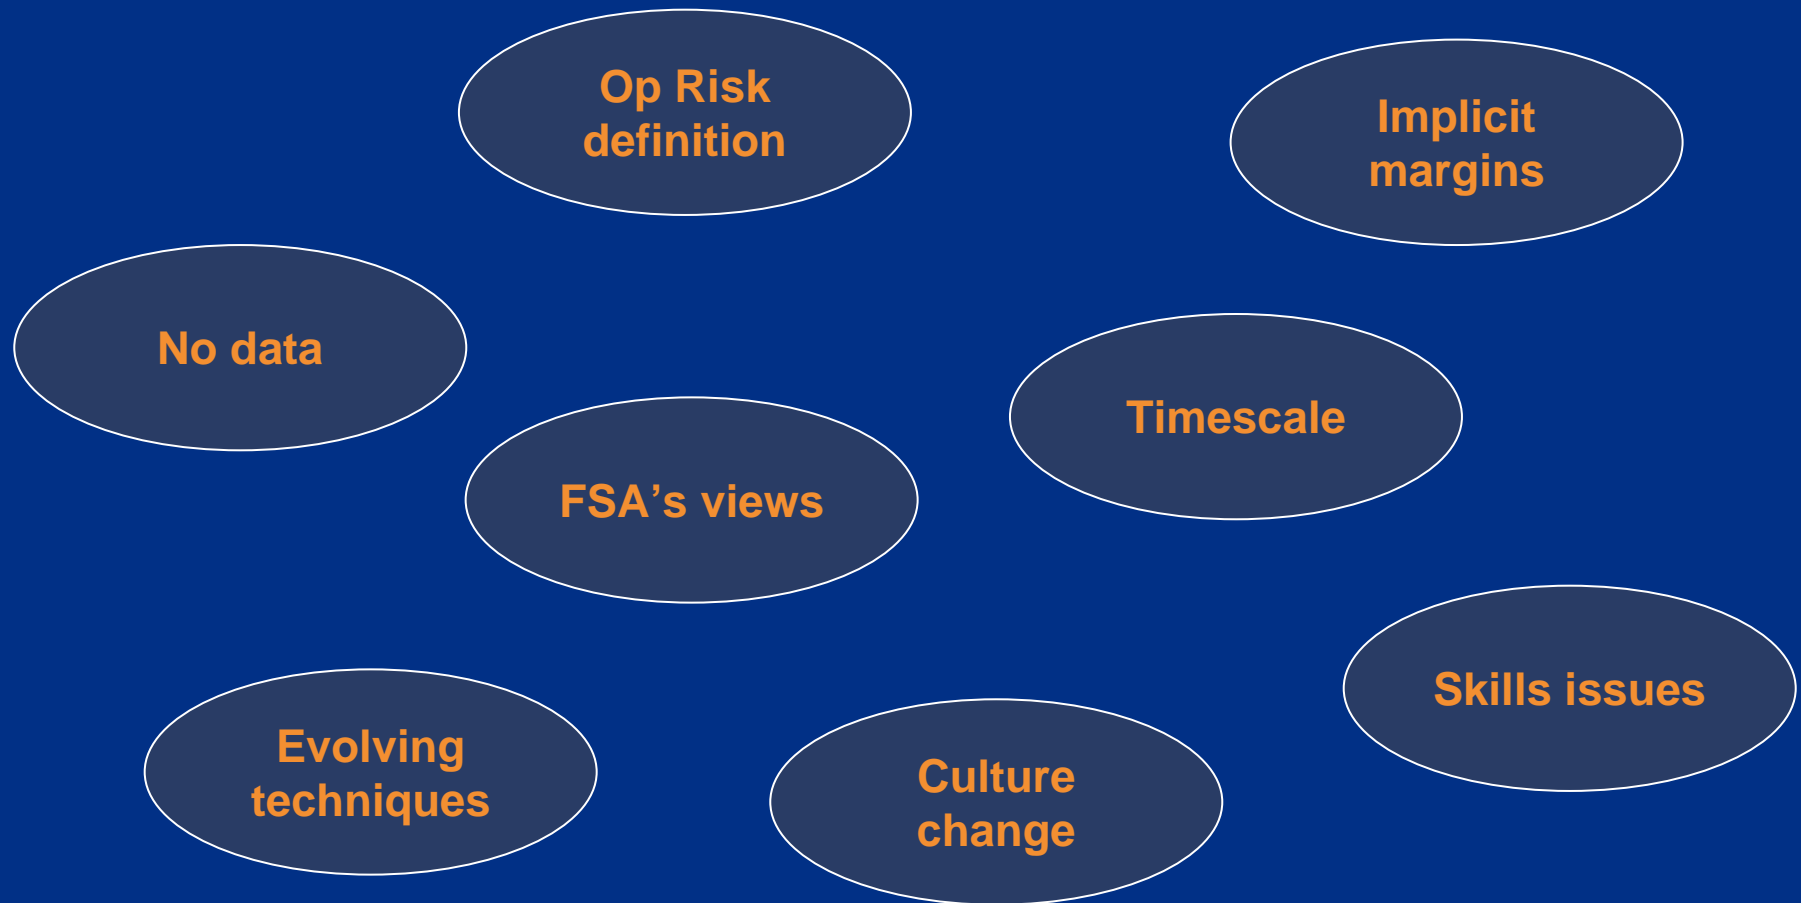 Op Risk
definition
Implicit
margins
No data
Timescale
FSA’s views
Skills issues
Evolving
techniques
Culture
change